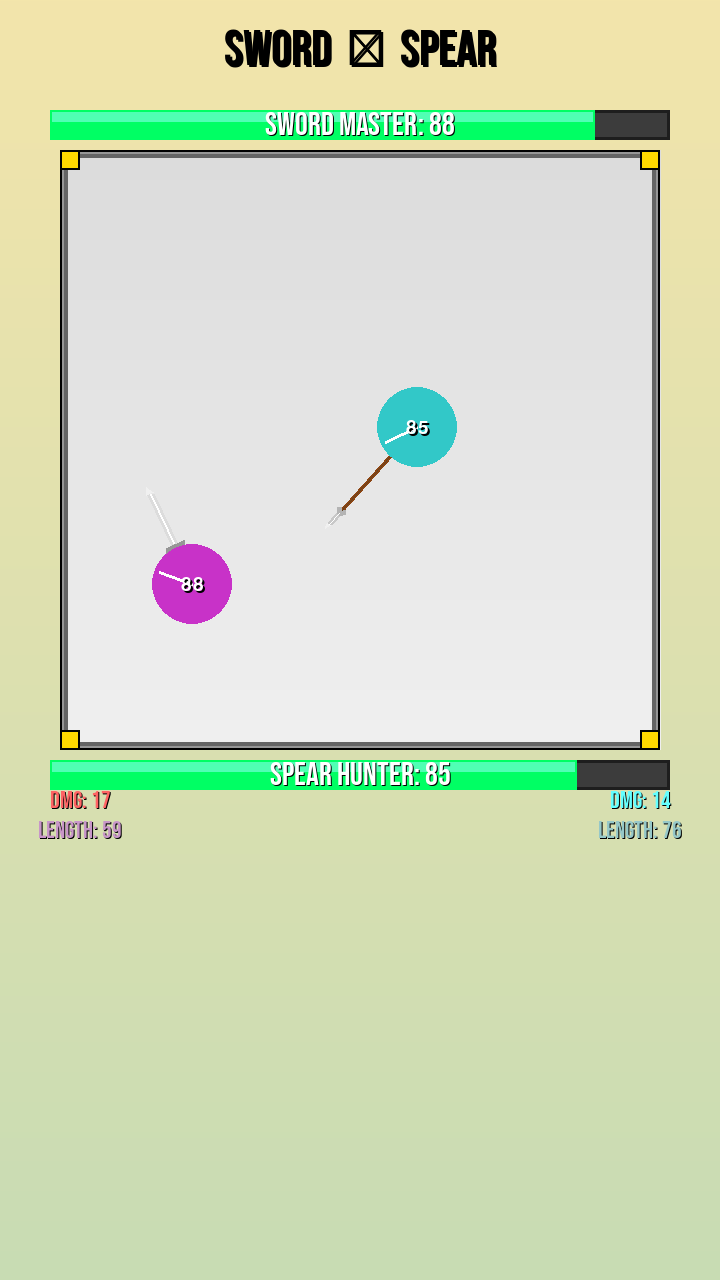 SWORD ☒ SPEAR
SWORD MASTER: 88
85
88
SPEAR HUNTER: 85
DMG: 17 DMG: 14
LENGTH: 59 LENGTH: 76